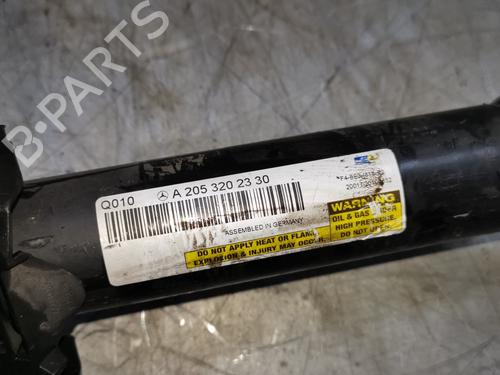 B-PARTS
Q010
A 205 320 23 30
ASSEMBLED IN GERMANY
DO NOT APPLY HEAT OR FLAME
EXPLOSION & INJURY MAY OCCUR.
WARNING
OIL & GAS UNDER
HIGH PRESSURE.
DO NOT OPEN.